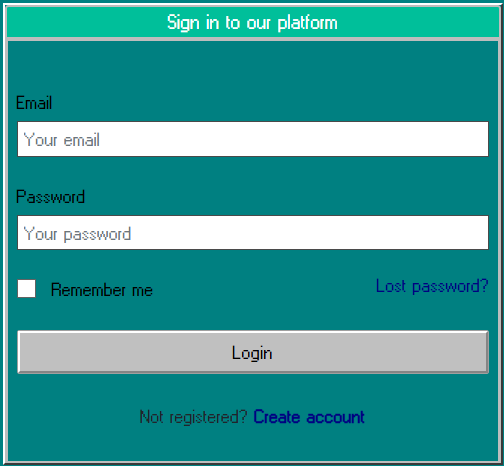 Sign in to our platform
Email
Your email
Password
Your password
Remember me
Lost password?
Login
Not registered? Create account